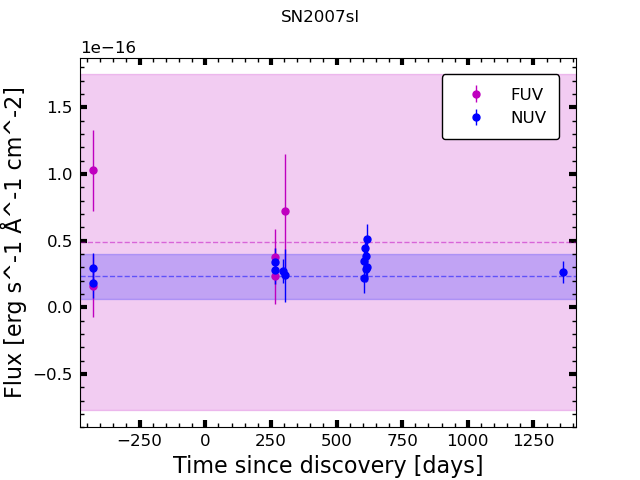 SN2007sl
1e−16
FUV
NUV
1.5
1.0
0.5
0.0
−0.5
Flux [erg s^-1 Å^-1 cm^-2]
−250 0 250 500 750 1000 1250
Time since discovery [days]